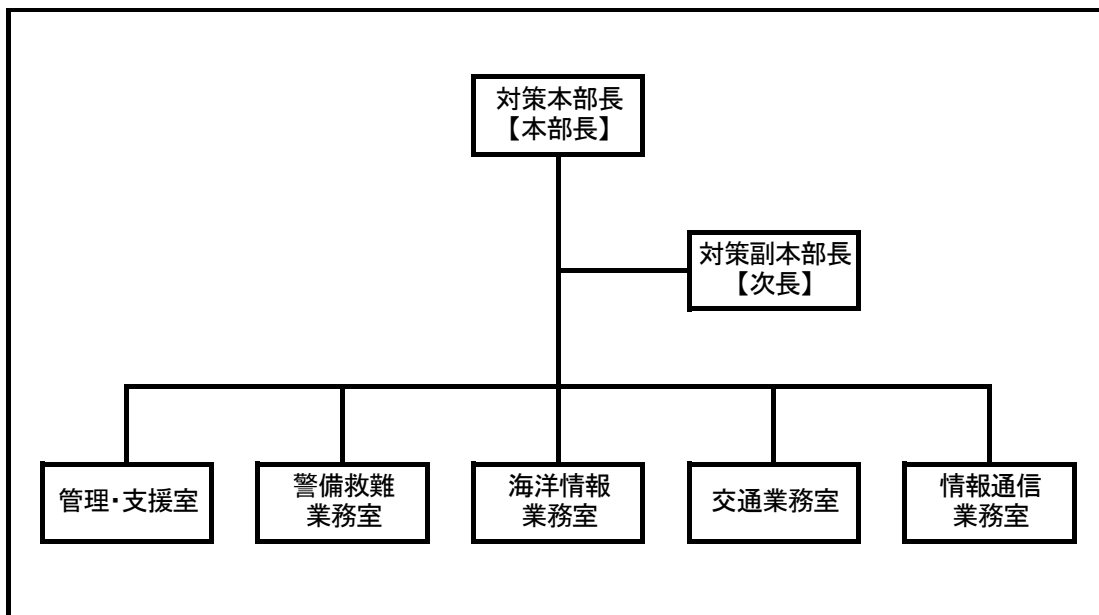 対策本部長
【本部長】
対策副本部長
【次長】
管理・支援室
警備救難
業務室
海洋情報
業務室
交通業務室
情報通信
業務室